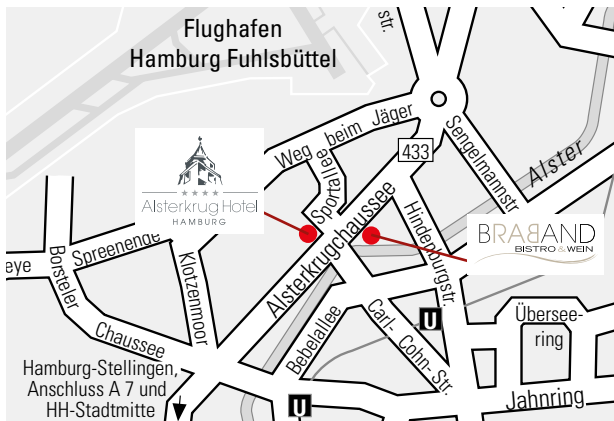 Flughafen
Hamburg Fuhlsbüttel
str.
Weg beim Jäger
433
Sengelmannstr.
Sportallee
Alster
★★★★
Alsterkrug Hotel
HAMBURG
Alsterkrugchaussee
Hindenburgstr.
BRABAND
BISTRO & WEIN
eye
Spreenende
Borsteler
Chaussee
Klotzenmoor
Bebelallee
Carl- Cohn- Str.
U
Übersee-
ring
Hamburg-Stellingen,
Anschluss A 7 und
HH-Stadtmitte
U
Jahnring